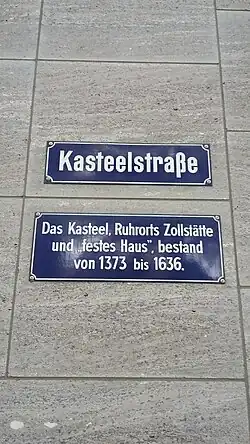 Kasteelstraße
Das Kasteel, Ruhrorts Zollstätte
und „festes Haus”, bestand
von 1373 bis 1636.